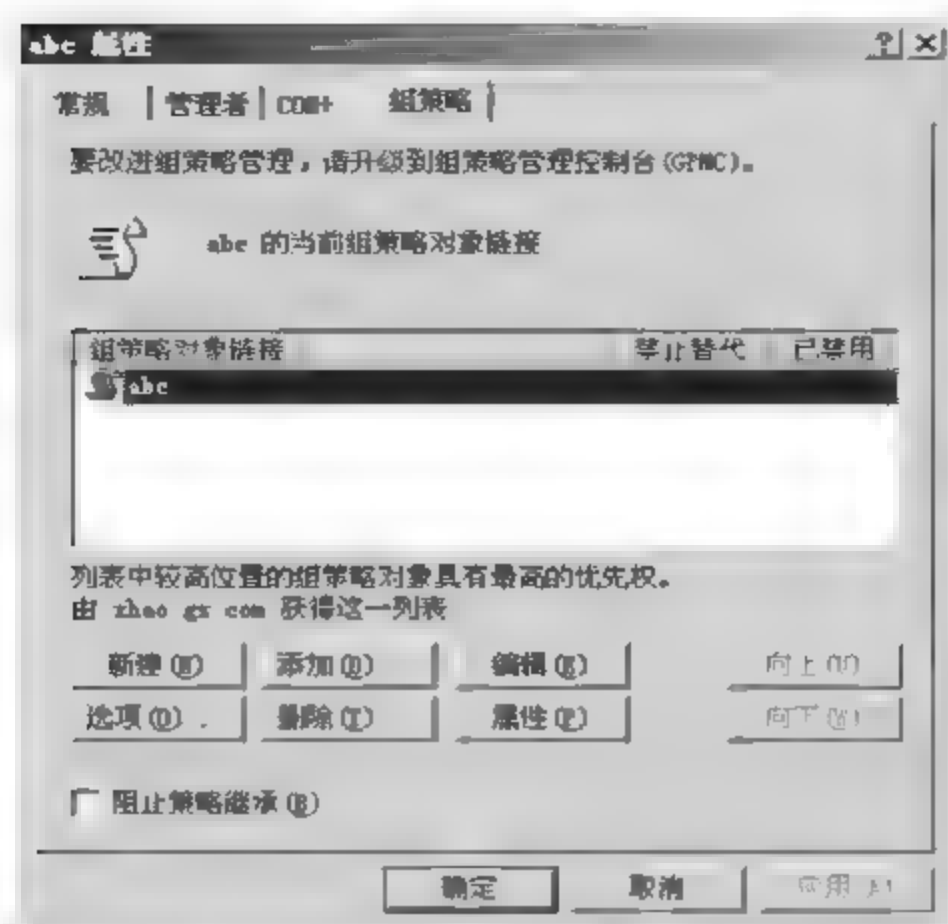 abc 属性
常规 管理者 COM+ 组策略
要改进组策略管理，请升级到组策略管理控制台(GPMC)。
abc 的当前组策略对象链接
组策略对象链接 禁止替代 已禁用
abc
列表中较高位置的组策略对象具有最高的优先权。
由 zhao gx com 获得这一列表
新建(N) 添加(D) 编辑(E) 向上(U)
选项(O). 删除(T) 属性(P) 向下(W)
阻止策略继承(B)
确定 取消 应用(A)